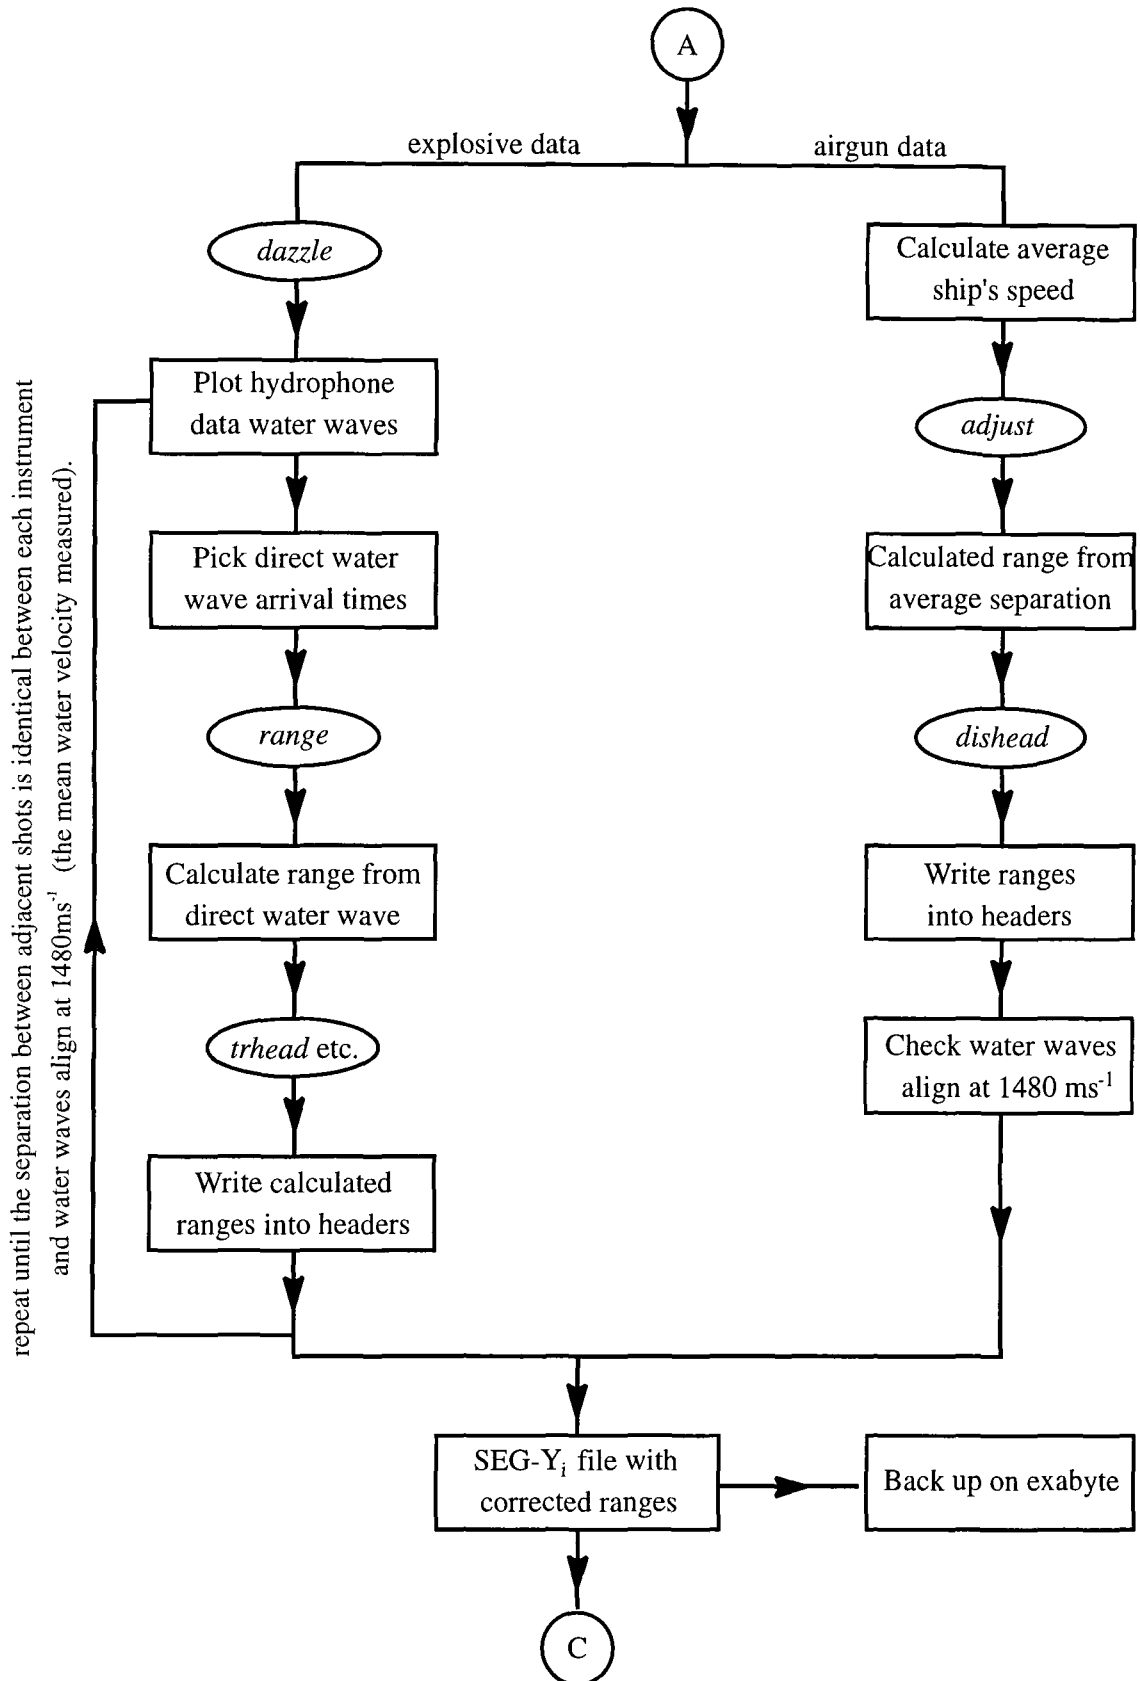 A
explosive data
airgun data
dazzle
Plot hydrophone
data water waves
Pick direct water
wave arrival times
range
Calculate range from
direct water wave
trhead etc.
Write calculated
ranges into headers
repeat until the separation between adjacent shots is identical between each instrument
and water waves align at 1480ms⁻¹ (the mean water velocity measured).
Calculate average
ship's speed
adjust
Calculated range from
average separation
dishead
Write ranges
into headers
Check water waves
align at 1480 ms⁻¹
SEG-Yᵢ file with
corrected ranges
Back up on exabyte
C